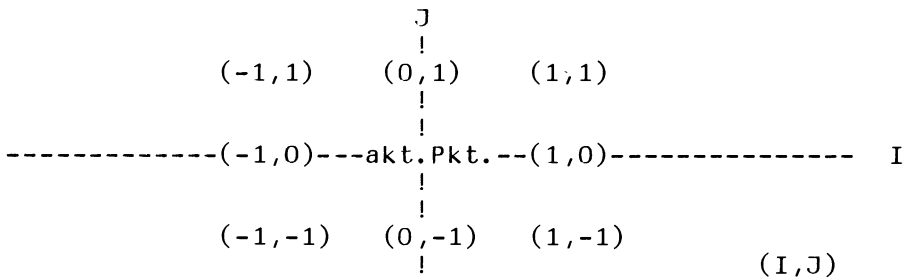 J
!
(-1,1) (0,1) (1,1)
!
!
-------------(-1,0)---akt.Pkt.--(1,0)--------------- I
!
!
(-1,-1) (0,-1) (1,-1)
! (I,J)